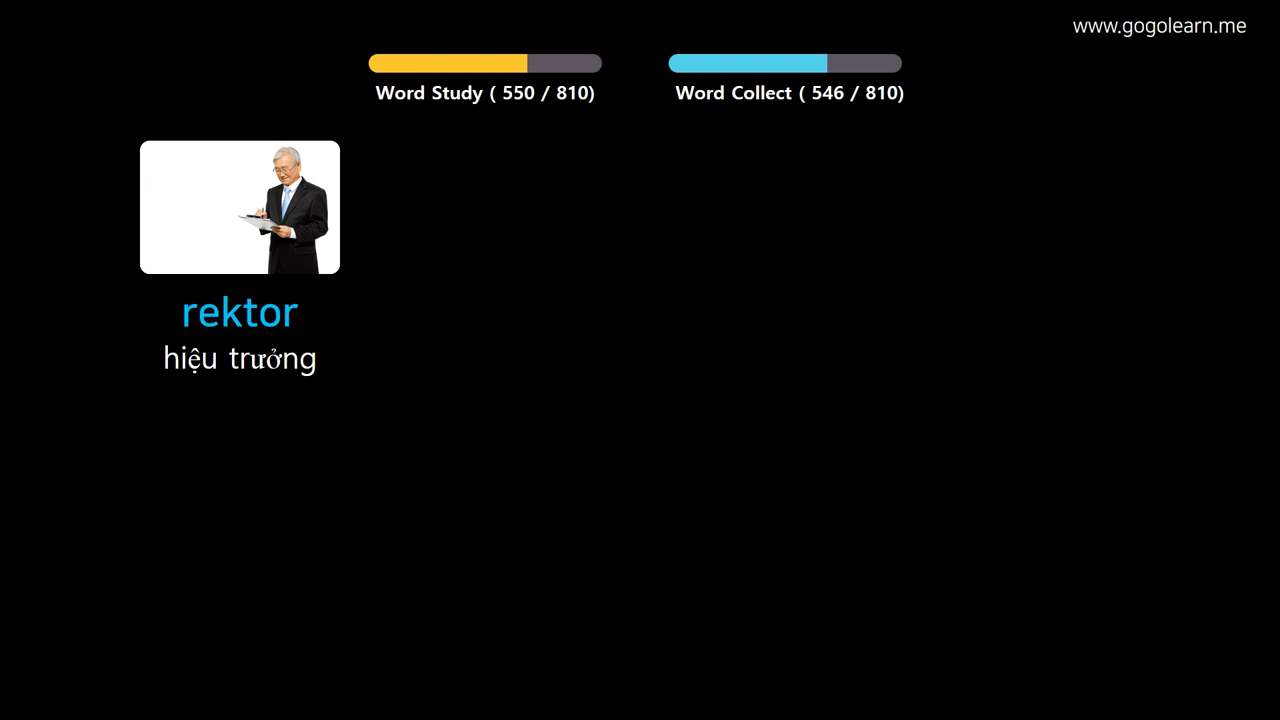 www.gogolearn.me
Word Study ( 550 / 810)
Word Collect ( 546 / 810)
rektor
hiệu trưởng